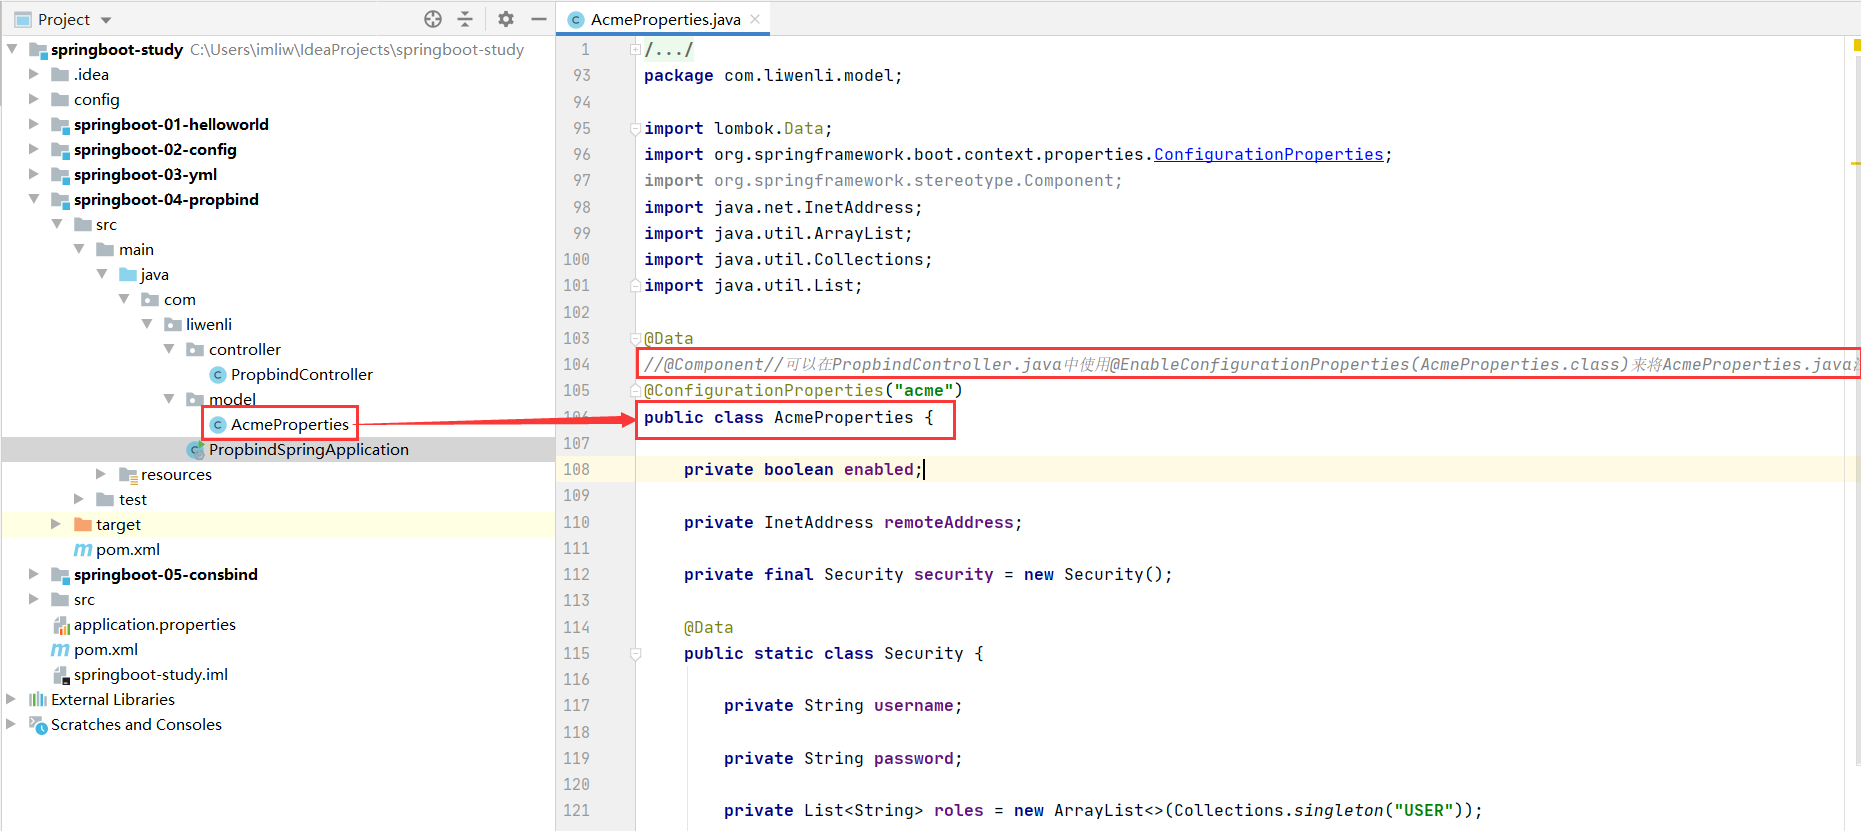 Project
springboot-study C:\Users\imliw\IdeaProjects\springboot-study
.idea
config
springboot-01-helloworld
springboot-02-config
springboot-03-yml
springboot-04-propbind
src
main
java
com
liwenli
controller
PropbindController
model
AcmeProperties
PropbindSpringApplication
resources
test
target
pom.xml
springboot-05-consbind
src
application.properties
pom.xml
springboot-study.iml
External Libraries
Scratches and Consoles
AcmeProperties.java
1 /.../
93 package com.liwenli.model;
94
95 import lombok.Data;
96 import org.springframework.boot.context.properties.ConfigurationProperties;
97 import org.springframework.stereotype.Component;
98 import java.net.InetAddress;
99 import java.util.ArrayList;
100 import java.util.Collections;
101 import java.util.List;
102
103 @Data
104 //@Component//可以在PropbindController.java中使用@EnableConfigurationProperties(AcmeProperties.class)来将AcmeProperties.java
105 @ConfigurationProperties("acme")
106 public class AcmeProperties {
107
108 private boolean enabled;
109
110 private InetAddress remoteAddress;
111
112 private final Security security = new Security();
113
114 @Data
115 public static class Security {
116
117 private String username;
118
119 private String password;
120
121 private List<String> roles = new ArrayList<>(Collections.singleton("USER"));